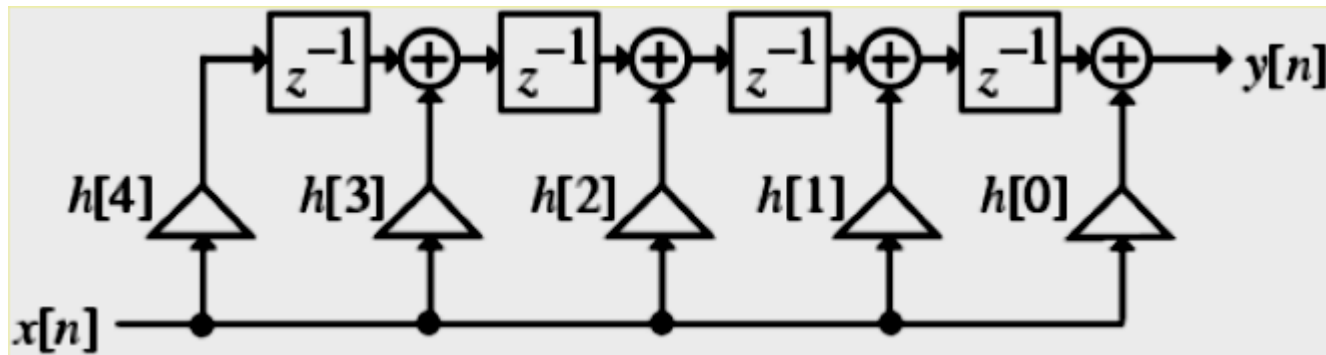 z⁻¹ + z⁻¹ + z⁻¹ + z⁻¹ + y[n]
h[4] h[3] h[2] h[1] h[0]
x[n]